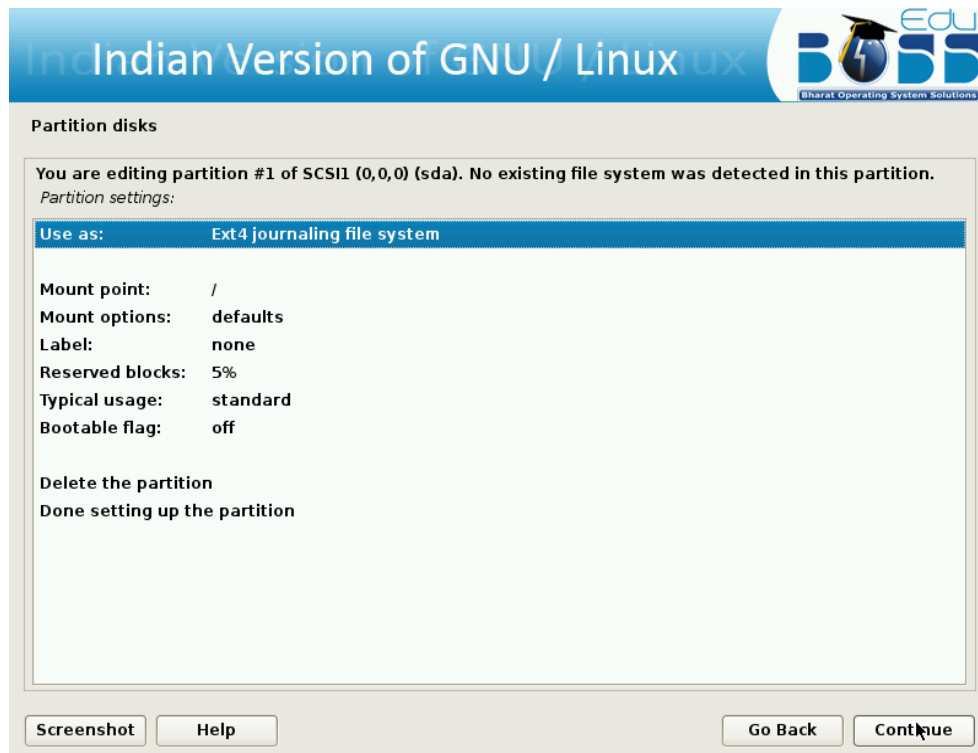 Indian Version of GNU / Linux
Edu
BOSS
Bharat Operating System Solutions
Partition disks
You are editing partition #1 of SCSI1 (0,0,0) (sda). No existing file system was detected in this partition.
Partition settings:
Use as: Ext4 journaling file system
Mount point: /
Mount options: defaults
Label: none
Reserved blocks: 5%
Typical usage: standard
Bootable flag: off
Delete the partition
Done setting up the partition
Screenshot Help Go Back Continue